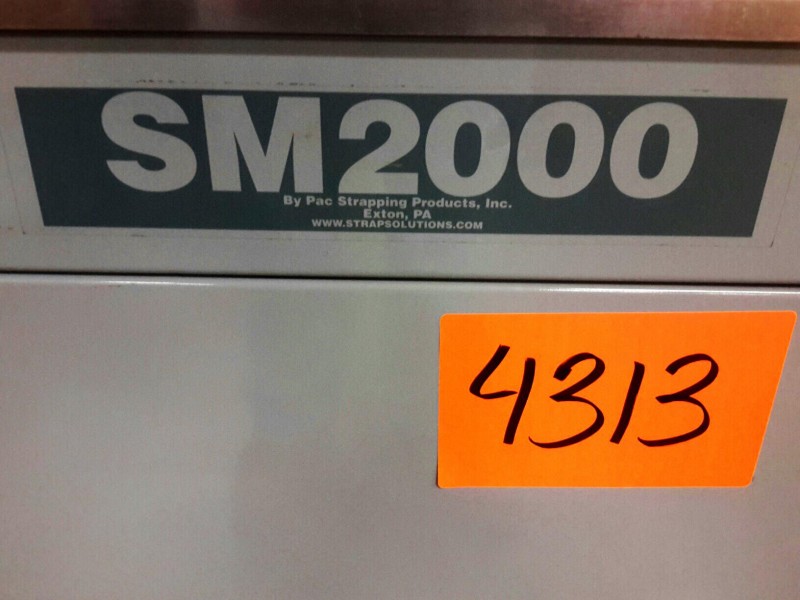 SM2000
By Pac Strapping Products, Inc.
Exton, PA
WWW.STRAPSOLUTIONS.COM
4313